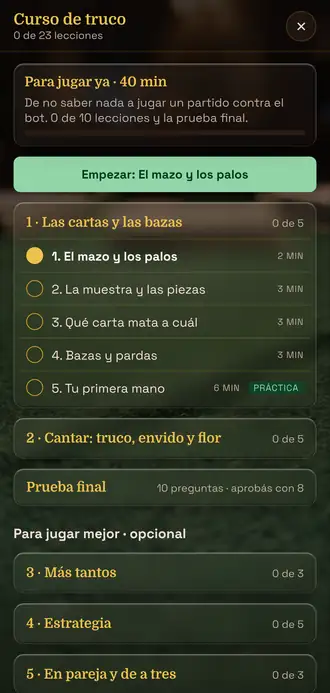 Curso de truco
0 de 23 lecciones
Para jugar ya · 40 min
De no saber nada a jugar un partido contra el
bot. 0 de 10 lecciones y la prueba final.
Empezar: El mazo y los palos
1 · Las cartas y las bazas 0 de 5
1. El mazo y los palos 2 MIN
2. La muestra y las piezas 3 MIN
3. Qué carta mata a cuál 3 MIN
4. Bazas y pardas 3 MIN
5. Tu primera mano 6 MIN PRÁCTICA
2 · Cantar: truco, envido y flor 0 de 5
Prueba final 10 preguntas · aprobás con 8
Para jugar mejor · opcional
3 · Más tantos 0 de 3
4 · Estrategia 0 de 5
5 · En pareja y de a tres 0 de 3